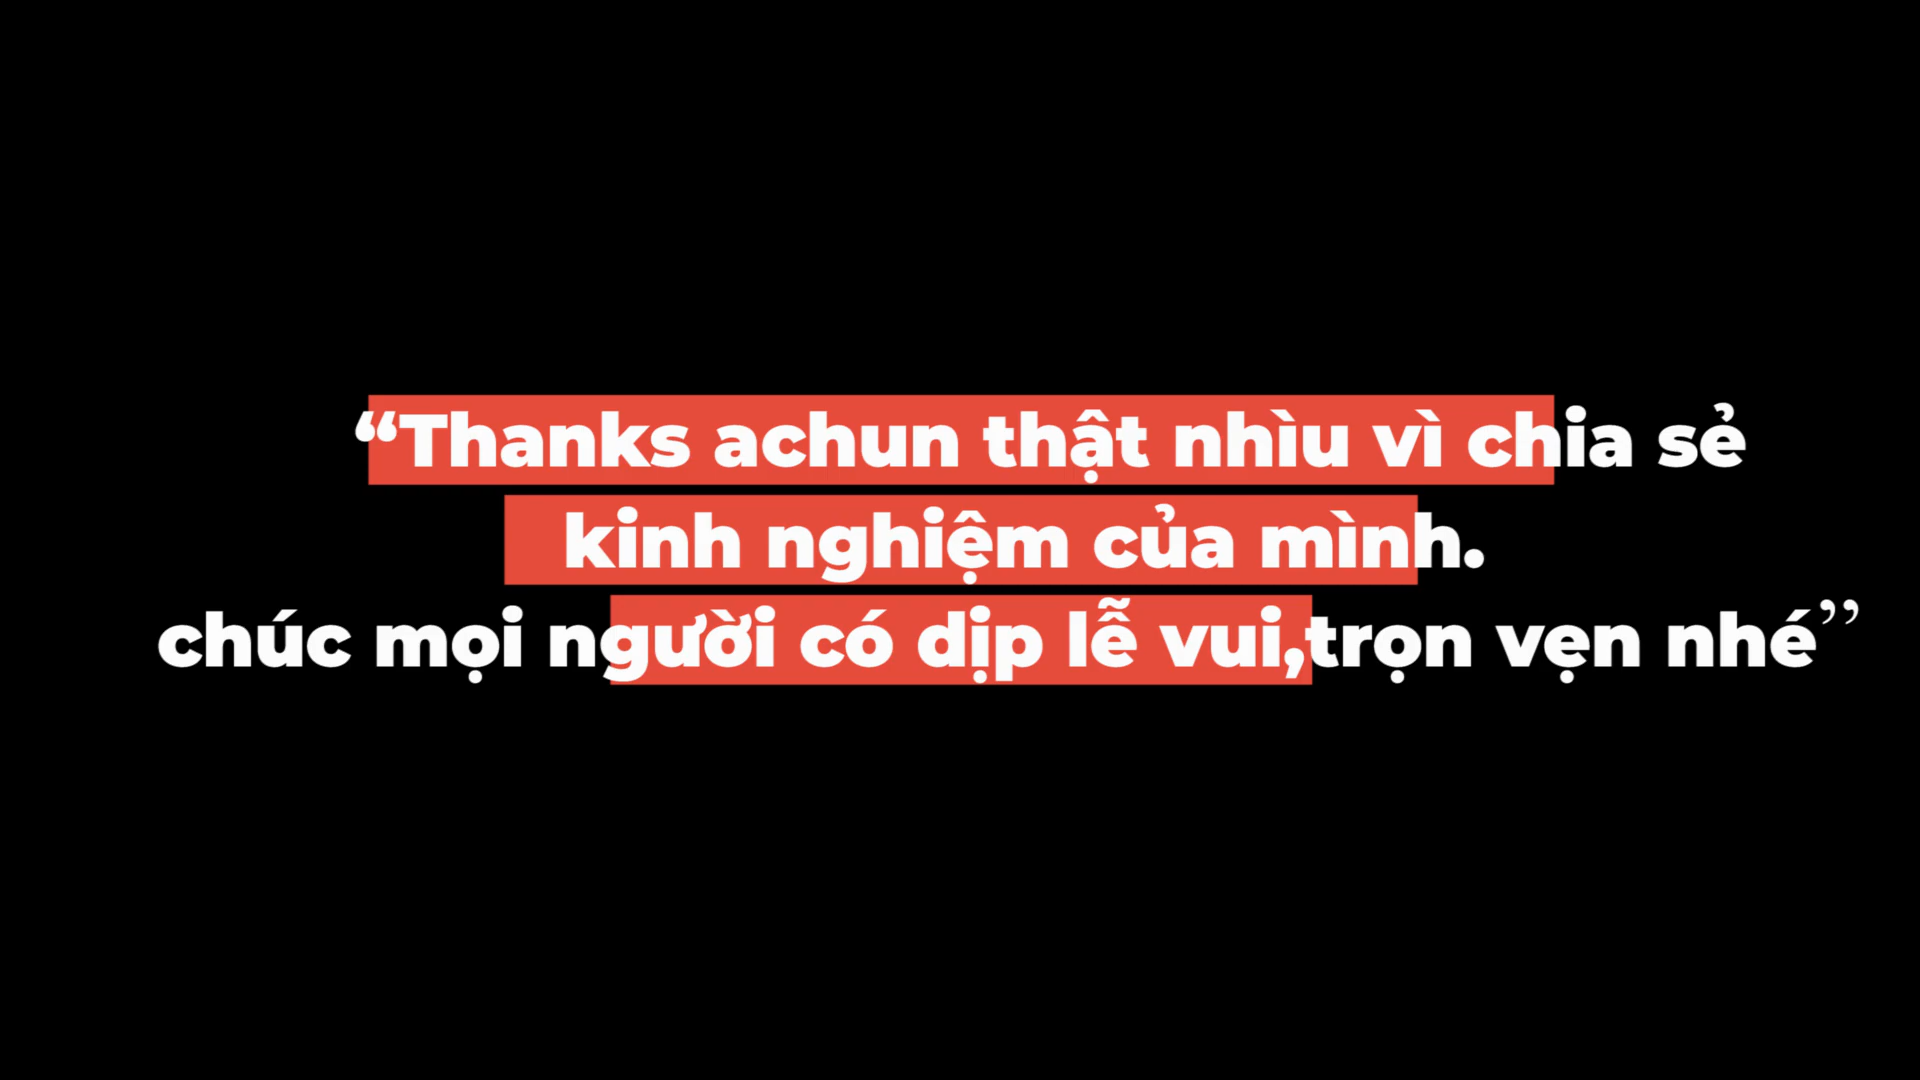 “Thanks achun thật nhìu vì chia sẻ
kinh nghiệm của mình.
chúc mọi người có dịp lễ vui,trọn vẹn nhé’’